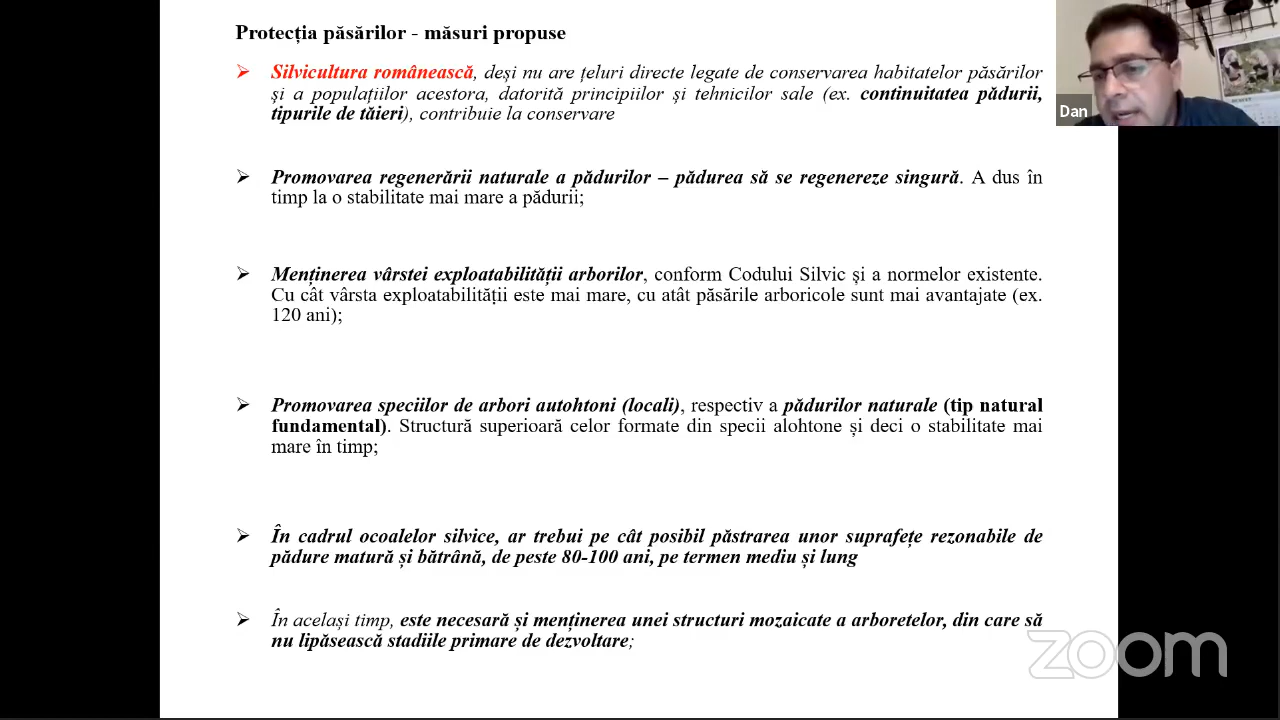 Protecția păsărilor - măsuri propuse
Silvicultura românească, deși nu are țeluri directe legate de conservarea habitatelor păsărilor
și a populațiilor acestora, datorită principiilor și tehnicilor sale (ex. continuitatea pădurii,
tipurile de tăieri), contribuie la conservare
Promovarea regenerării naturale a pădurilor – pădurea să se regenereze singură. A dus în
timp la o stabilitate mai mare a pădurii;
Menținerea vârstei exploatabilității arborilor, conform Codului Silvic și a normelor existente.
Cu cât vârsta exploatabilității este mai mare, cu atât păsările arboricole sunt mai avantajate (ex.
120 ani);
Promovarea speciilor de arbori autohtoni (locali), respectiv a pădurilor naturale (tip natural
fundamental). Structură superioară celor formate din specii alohtone și deci o stabilitate mai
mare în timp;
În cadrul ocoalelor silvice, ar trebui pe cât posibil păstrarea unor suprafețe rezonabile de
pădure matură și bătrână, de peste 80-100 ani, pe termen mediu și lung
În același timp, este necesară și menținerea unei structuri mozaicate a arboretelor, din care să
nu lipăsească stadiile primare de dezvoltare;
Dan
zoom